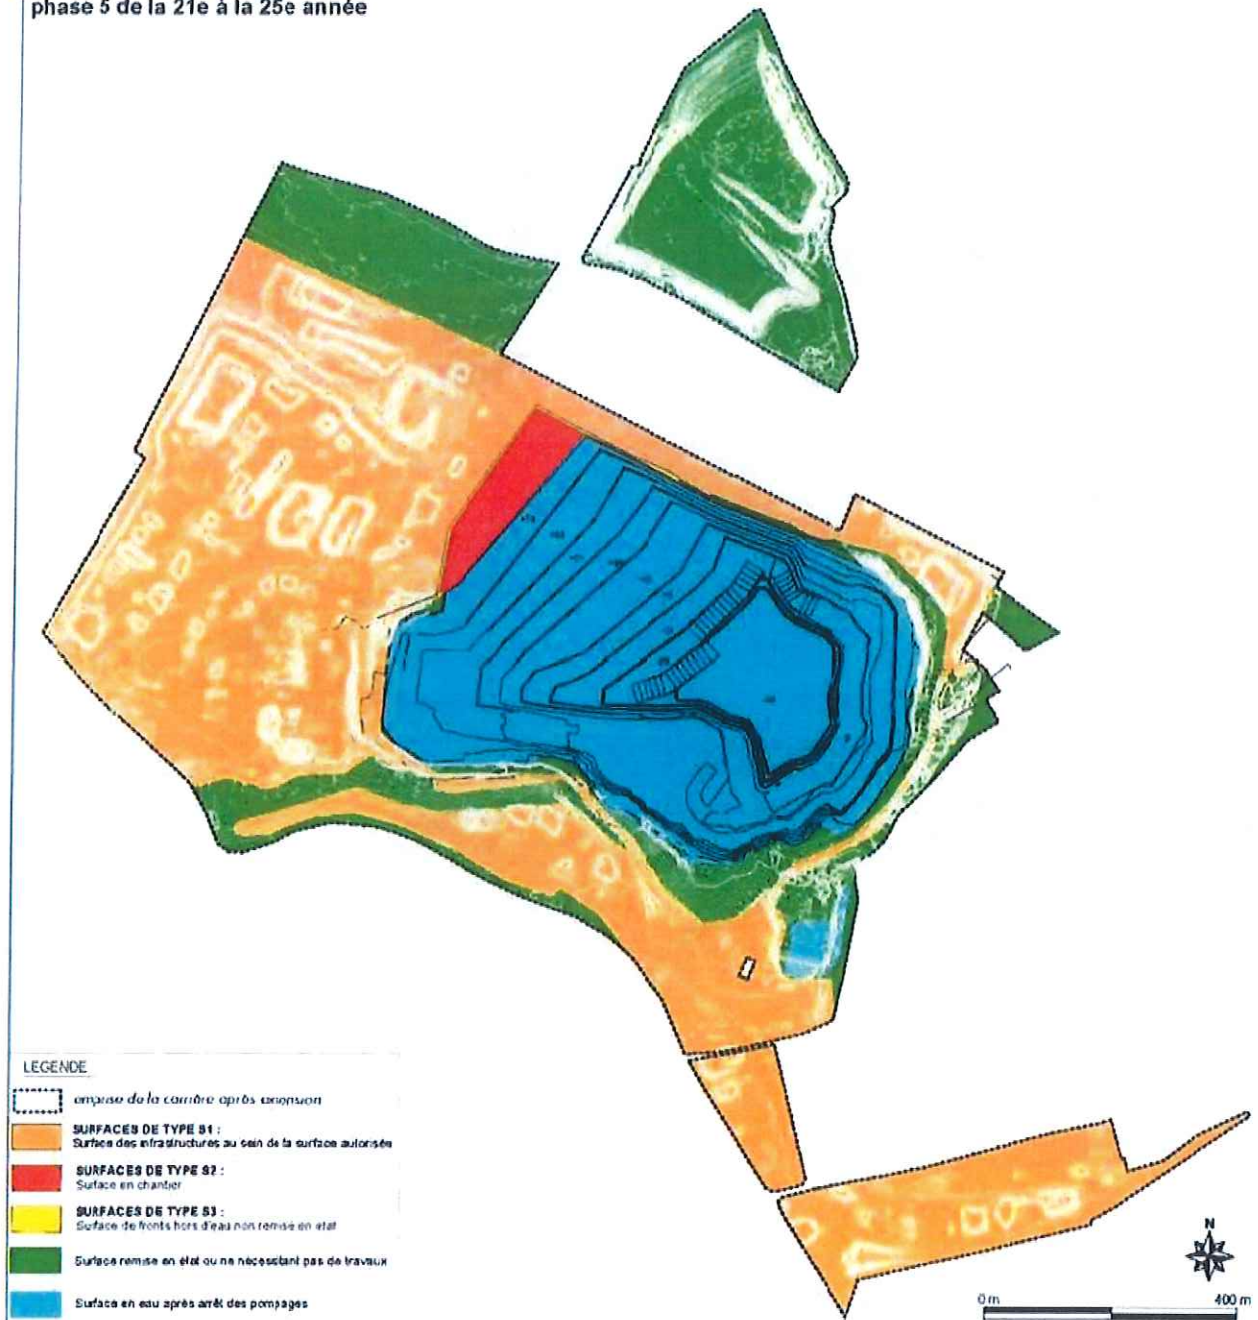 phase 5 de la 21e à la 25e année
LEGENDE
emprise de la carrière après extension
SURFACES DE TYPE S1 :
Surface des infrastructures au sein de la surface autorisée
SURFACES DE TYPE S2 :
Surface en chantier
SURFACES DE TYPE S3 :
Surface de fronts hors d'eau non remise en état
Surface remise en état ou ne nécessitant pas de travaux
Surface en eau après arrêt des pompages
N
0 m 400 m